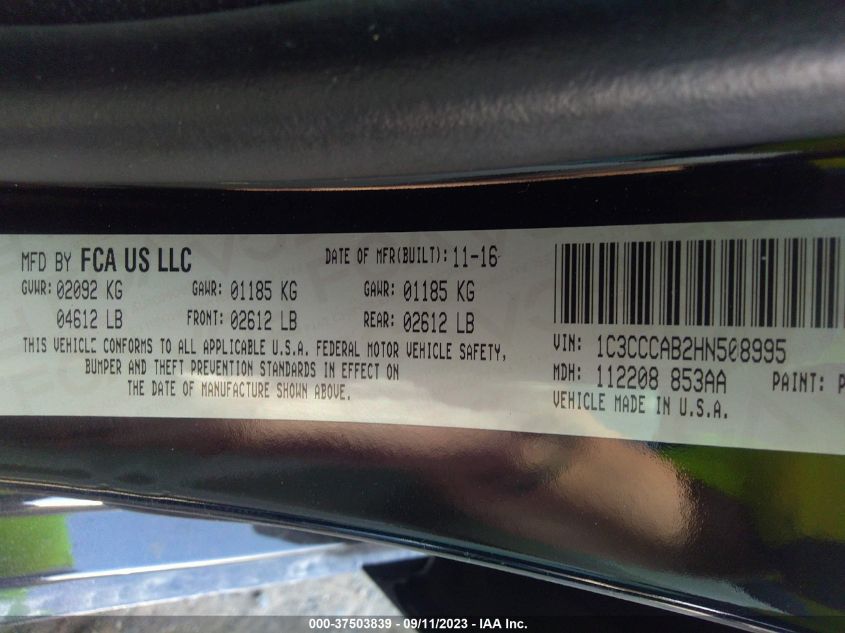 MFD BY FCA US LLC
DATE OF MFR(BUILT): 11-16
GVWR: 02092 KG GAWR: 01185 KG GAWR: 01185 KG
04612 LB FRONT: 02612 LB REAR: 02612 LB
THIS VEHICLE CONFORMS TO ALL APPLICABLE U.S.A. FEDERAL MOTOR VEHICLE SAFETY,
BUMPER AND THEFT PREVENTION STANDARDS IN EFFECT ON
THE DATE OF MANUFACTURE SHOWN ABOVE.
VIN: 1C3CCCAB2HN508995
MDH: 112208 853AA PAINT: P
VEHICLE MADE IN U.S.A.
000-37503839 - 09/11/2023 - IAA Inc.